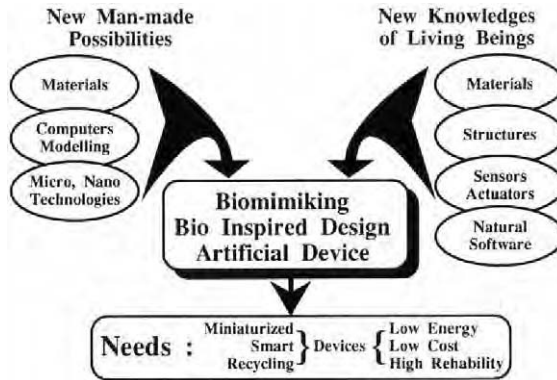 New Man-made
Possibilities
Materials
Computers
Modelling
Micro, Nano
Technologies
New Knowledges
of Living Beings
Materials
Structures
Sensors
Actuators
Natural
Software
Biomimiking
Bio Inspired Design
Artificial Device
Needs :
Miniaturized
Smart
Recycling
} Devices {
Low Energy
Low Cost
High Rehability